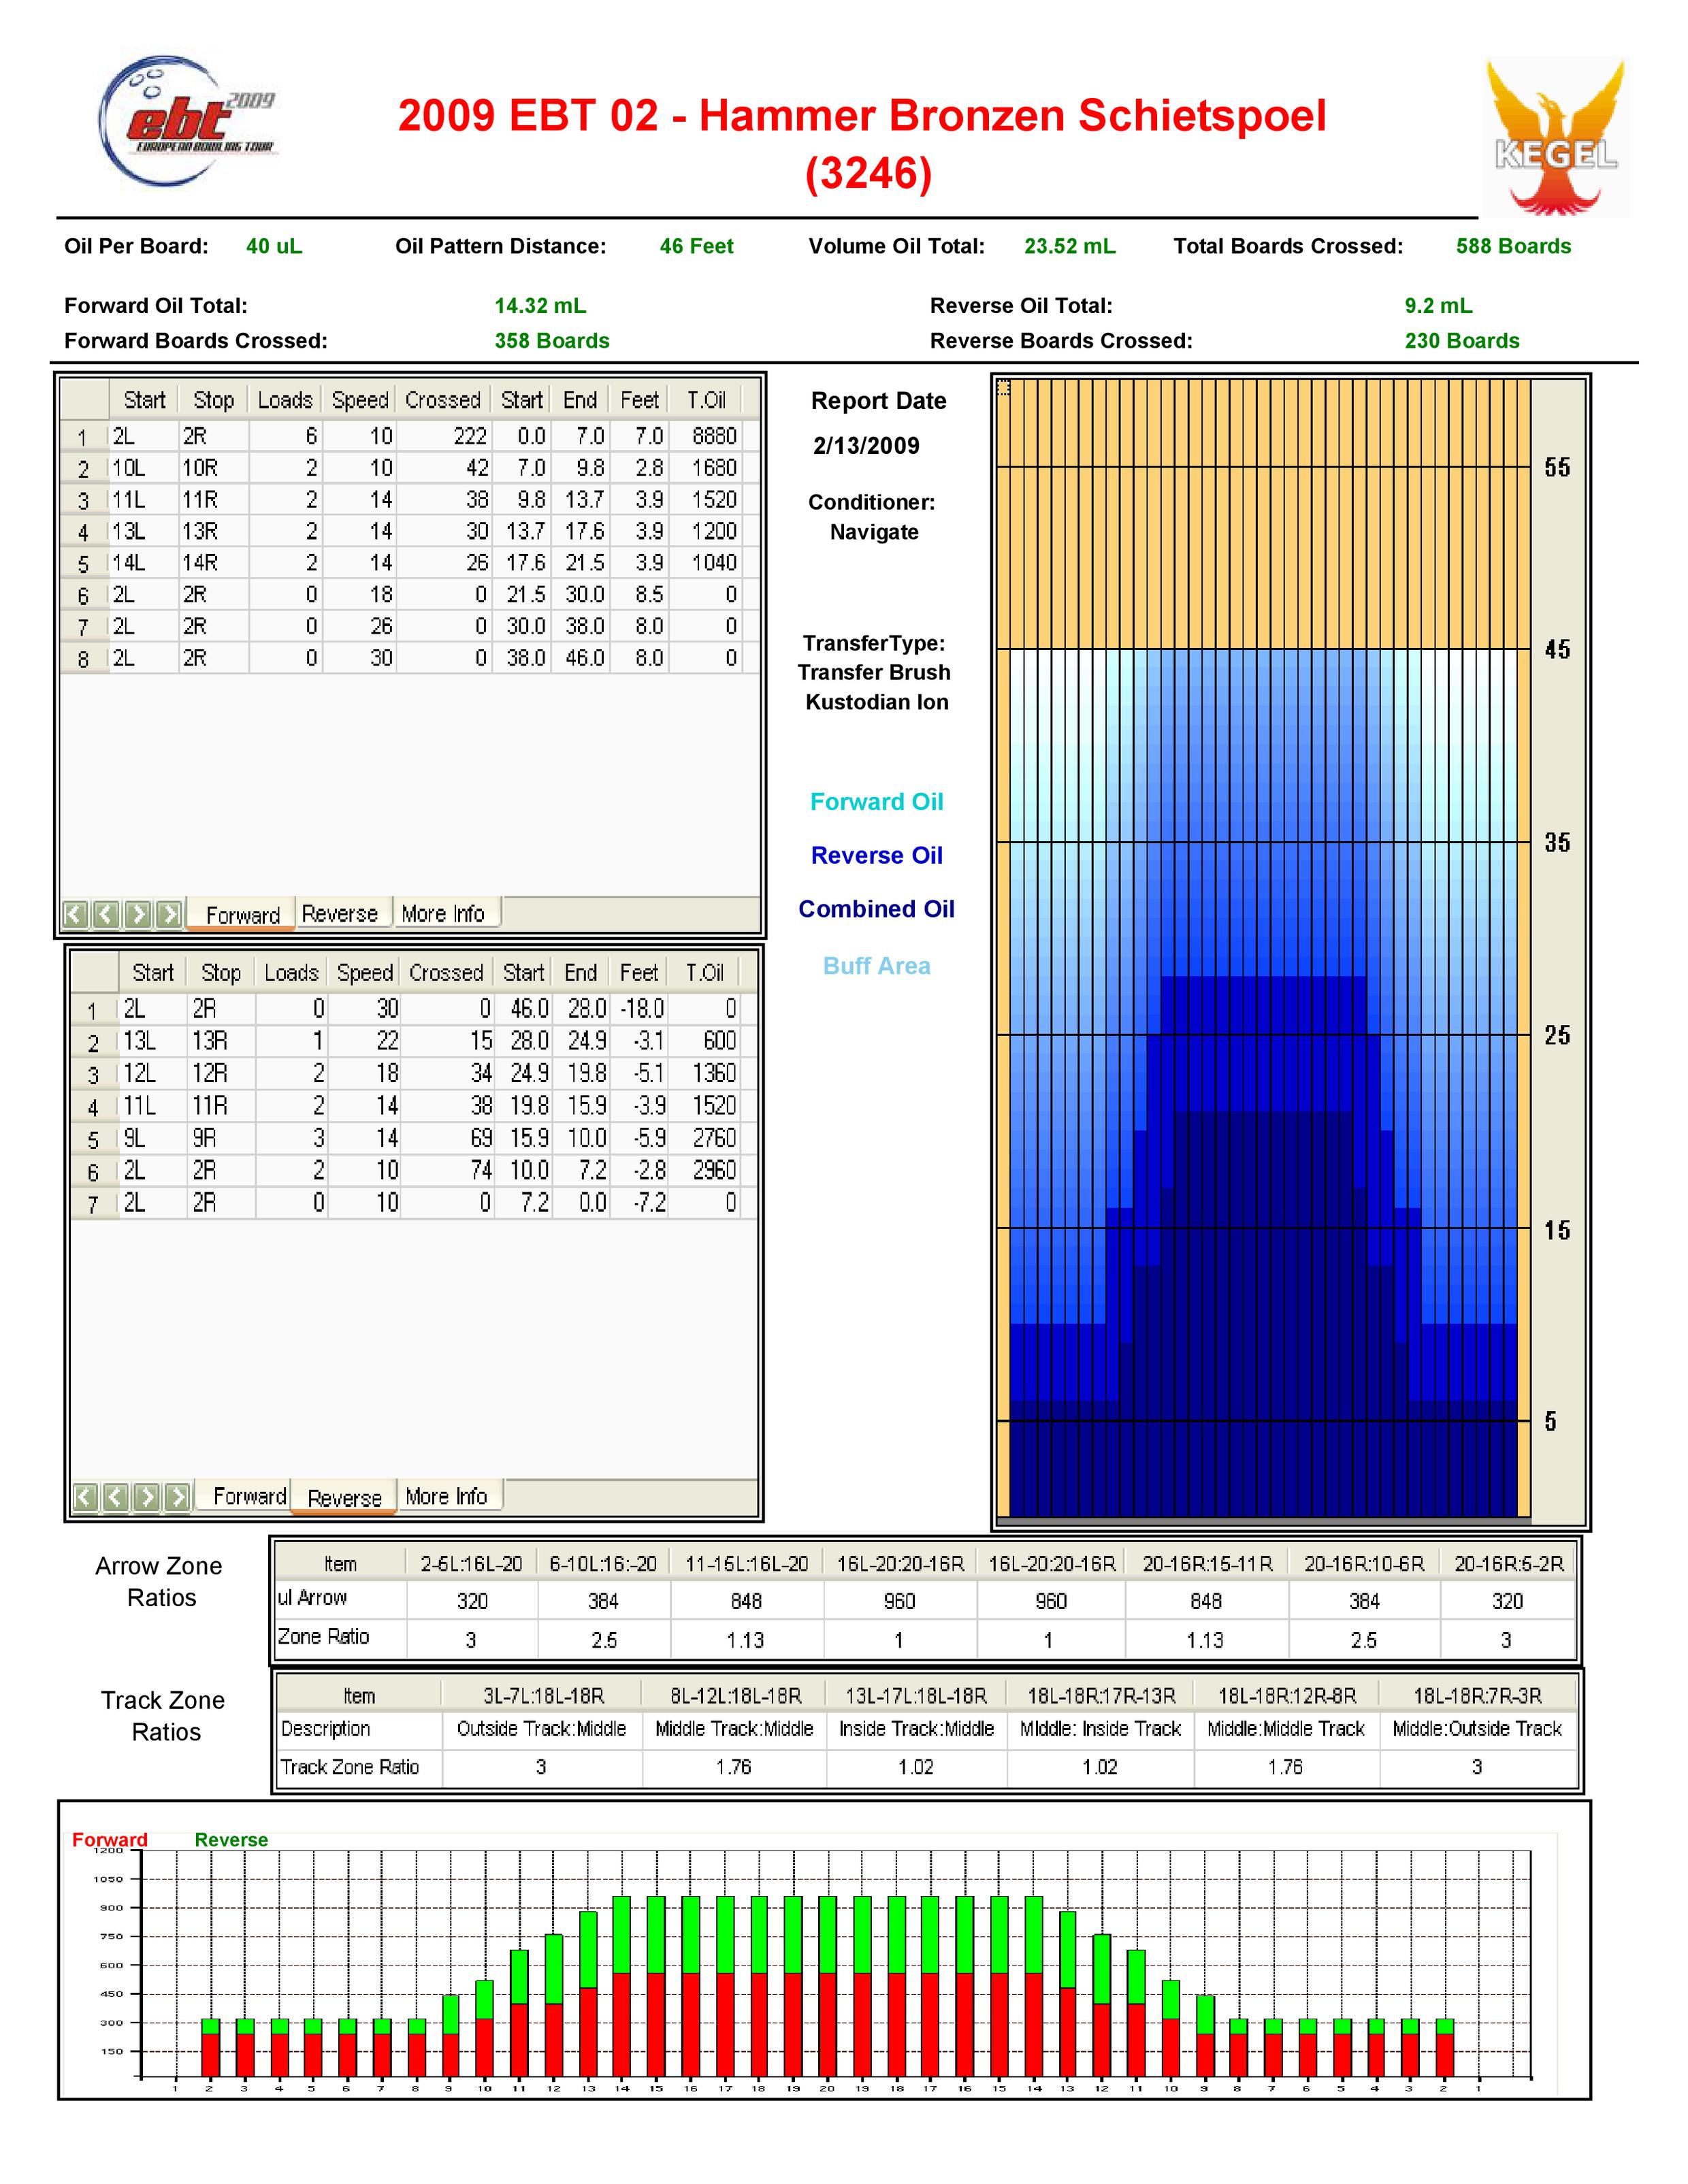 ebt 2009
EUROPEAN BOWLING TOUR
2009 EBT 02 - Hammer Bronzen Schietspoel
(3246)
KEGEL
Oil Per Board: 40 uL Oil Pattern Distance: 46 Feet Volume Oil Total: 23.52 mL Total Boards Crossed: 588 Boards
Forward Oil Total: 14.32 mL Reverse Oil Total: 9.2 mL
Forward Boards Crossed: 358 Boards Reverse Boards Crossed: 230 Boards
Start Stop Loads Speed Crossed Start End Feet T.Oil
1 2L 2R 6 10 222 0.0 7.0 7.0 8880
2 10L 10R 2 10 42 7.0 9.8 2.8 1680
3 11L 11R 2 14 38 9.8 13.7 3.9 1520
4 13L 13R 2 14 30 13.7 17.6 3.9 1200
5 14L 14R 2 14 26 17.6 21.5 3.9 1040
6 2L 2R 0 18 0 21.5 30.0 8.5 0
7 2L 2R 0 26 0 30.0 38.0 8.0 0
8 2L 2R 0 30 0 38.0 46.0 8.0 0
Forward Reverse More Info
Start Stop Loads Speed Crossed Start End Feet T.Oil
1 2L 2R 0 30 0 46.0 28.0 -18.0 0
2 13L 13R 1 22 15 28.0 24.9 -3.1 600
3 12L 12R 2 18 34 24.9 19.8 -5.1 1360
4 11L 11R 2 14 38 19.8 15.9 -3.9 1520
5 9L 9R 3 14 69 15.9 10.0 -5.9 2760
6 2L 2R 2 10 74 10.0 7.2 -2.8 2960
7 2L 2R 0 10 0 7.2 0.0 -7.2 0
Forward Reverse More Info
Report Date
2/13/2009
Conditioner:
Navigate
TransferType:
Transfer Brush
Kustodian Ion
Forward Oil
Reverse Oil
Combined Oil
Buff Area
55
45
35
25
15
5
Arrow Zone
Ratios
Item 2-5L:16L-20 6-10L:16:-20 11-15L:16L-20 16L-20:20-16R 16L-20:20-16R 20-16R:15-11R 20-16R:10-6R 20-16R:5-2R
ul Arrow 320 384 848 960 960 848 384 320
Zone Ratio 3 2.5 1.13 1 1 1.13 2.5 3
Track Zone
Ratios
Item 3L-7L:18L-18R 8L-12L:18L-18R 13L-17L:18L-18R 18L-18R:17R-13R 18L-18R:12R-8R 18L-18R:7R-3R
Description Outside Track:Middle Middle Track:Middle Inside Track:Middle MIddle: Inside Track Middle:Middle Track Middle:Outside Track
Track Zone Ratio 3 1.76 1.02 1.02 1.76 3
Forward Reverse
1200
1050
900
750
600
450
300
150
1 2 3 4 5 6 7 8 9 10 11 12 13 14 15 16 17 18 19 20 19 18 17 16 15 14 13 12 11 10 9 8 7 6 5 4 3 2 1